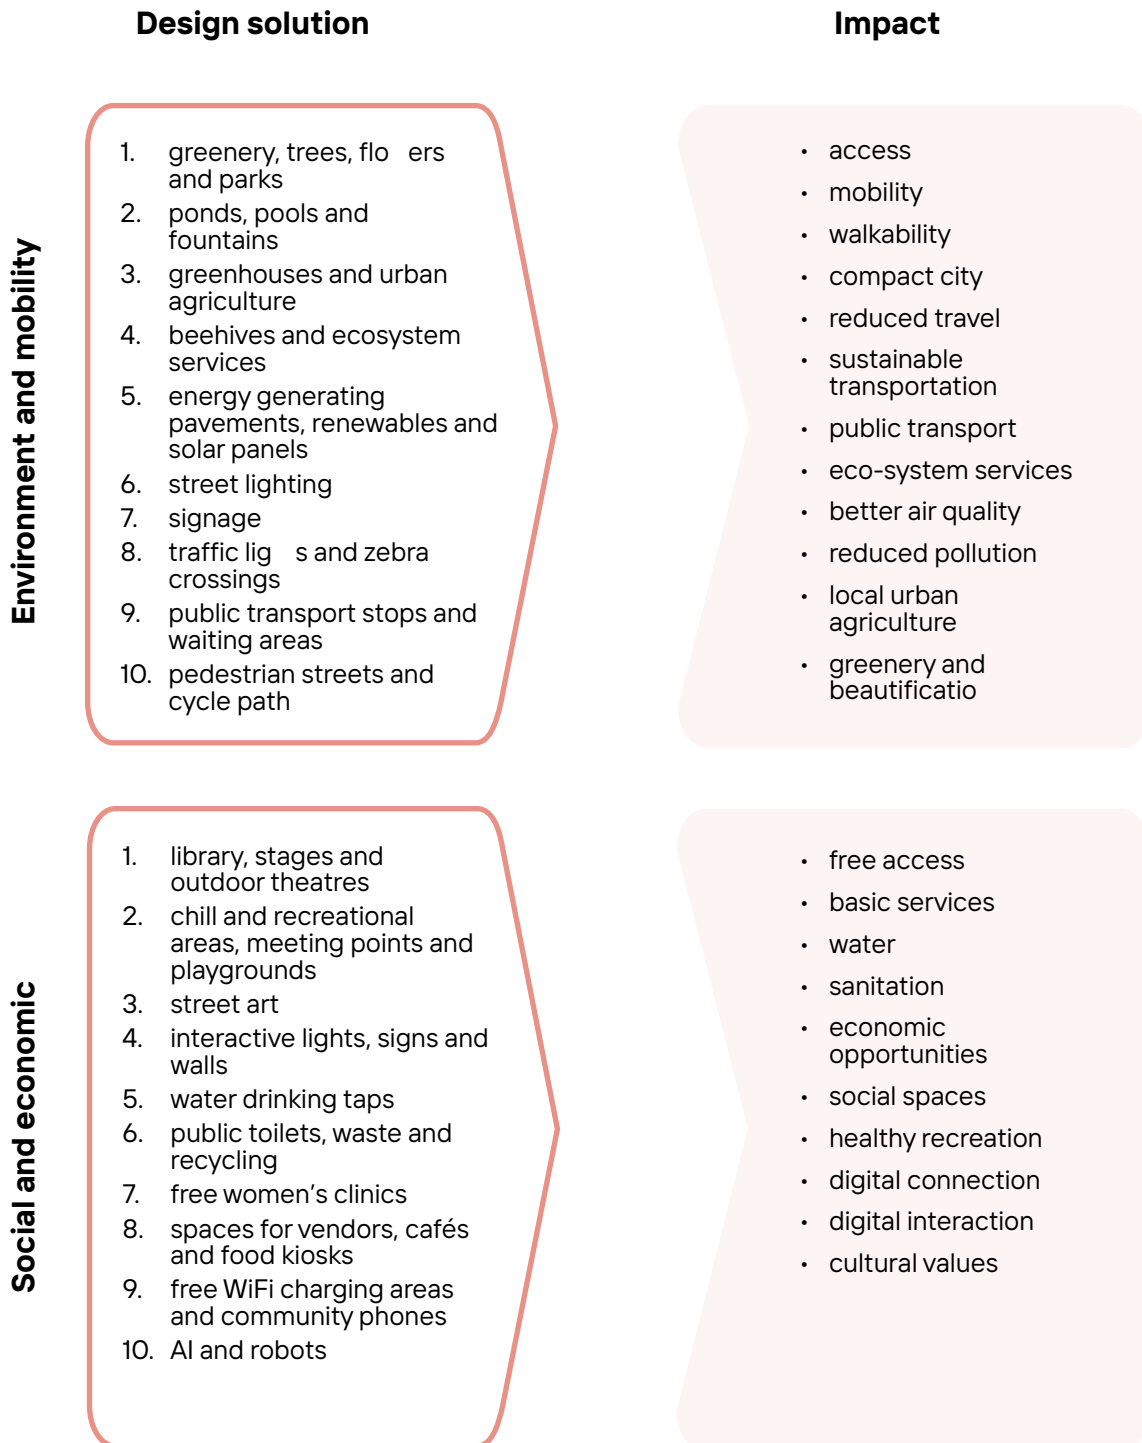 Design solution
Impact
Environment and mobility
1. greenery, trees, flo ers
and parks
2. ponds, pools and
fountains
3. greenhouses and urban
agriculture
4. beehives and ecosystem
services
5. energy generating
pavements, renewables and
solar panels
6. street lighting
7. signage
8. traffic lig s and zebra
crossings
9. public transport stops and
waiting areas
10. pedestrian streets and
cycle path
• access
• mobility
• walkability
• compact city
• reduced travel
• sustainable
transportation
• public transport
• eco-system services
• better air quality
• reduced pollution
• local urban
agriculture
• greenery and
beautificatio
Social and economic
1. library, stages and
outdoor theatres
2. chill and recreational
areas, meeting points and
playgrounds
3. street art
4. interactive lights, signs and
walls
5. water drinking taps
6. public toilets, waste and
recycling
7. free women's clinics
8. spaces for vendors, cafés
and food kiosks
9. free WiFi charging areas
and community phones
10. AI and robots
• free access
• basic services
• water
• sanitation
• economic
opportunities
• social spaces
• healthy recreation
• digital connection
• digital interaction
• cultural values